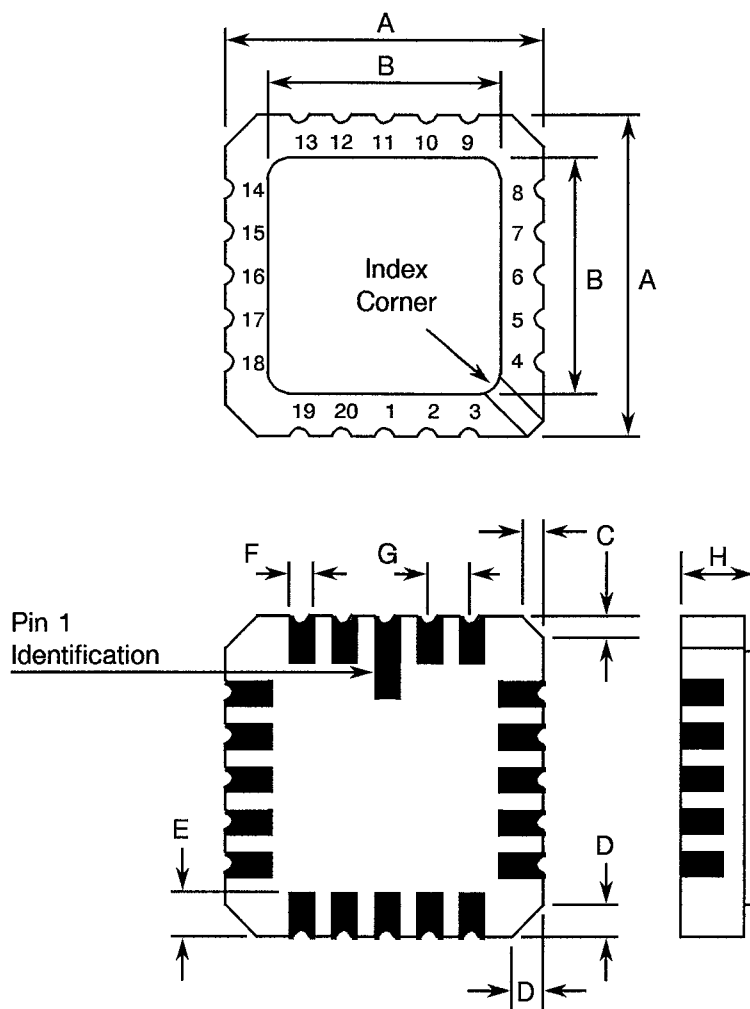 A
B
13 12 11 10 9
14 8
15 7
16 6
17 5
18 4
Index
Corner
B
A
19 20 1 2 3
C
F
G
H
Pin 1
Identification
E
D
D